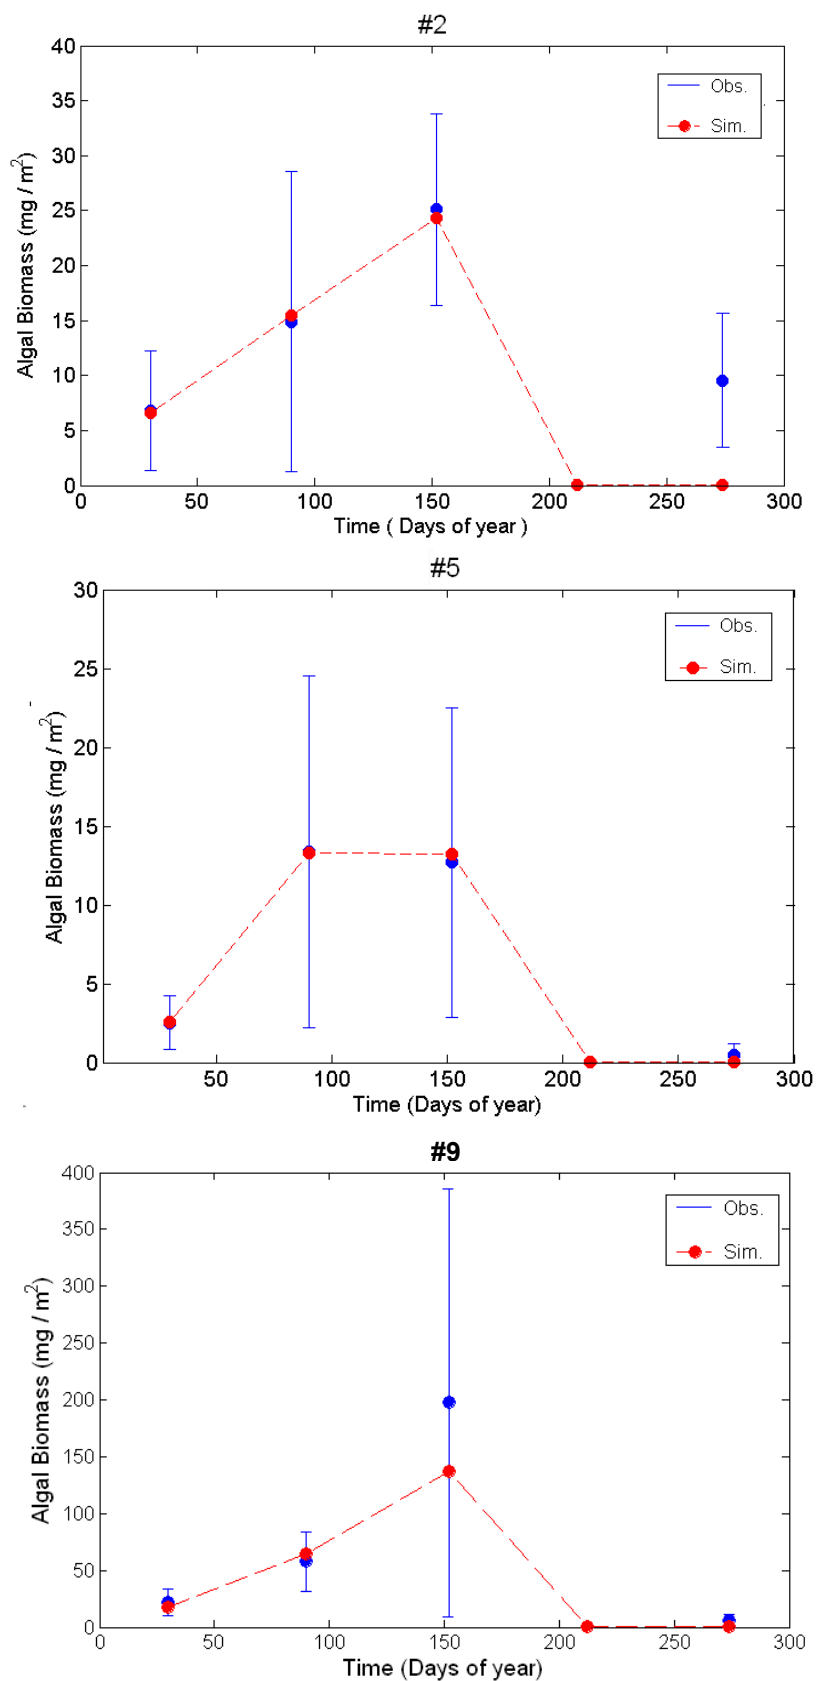 #2
40
35
30
25
20
15
10
5
0
Algal Biomass (mg / m²)
Obs.
Sim.
0 50 100 150 200 250 300
Time ( Days of year )
#5
30
25
20
15
10
5
0
Algal Biomass (mg / m²)
Obs.
Sim.
50 100 150 200 250 300
Time (Days of year)
#9
400
350
300
250
200
150
100
50
0
Algal Biomass (mg / m²)
Obs.
Sim.
0 50 100 150 200 250 300
Time (Days of year)